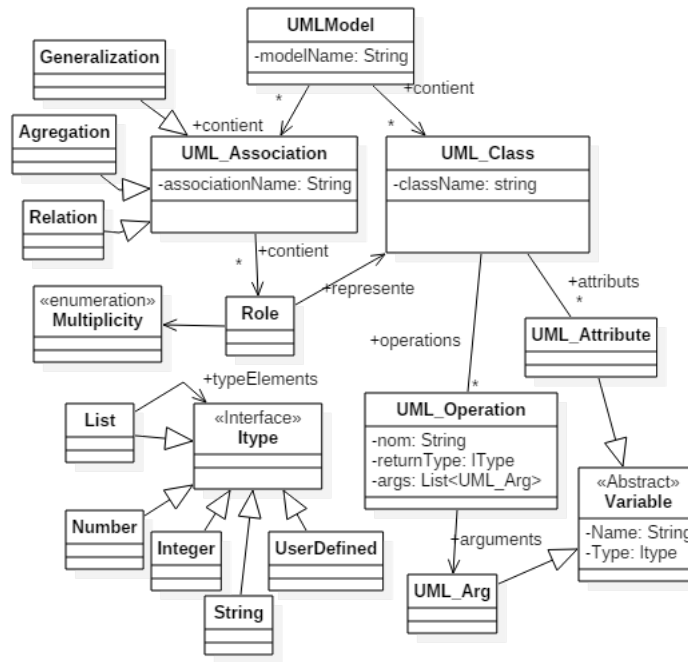 UMLModel
-modelName: String
Generalization
+contient
*
+contient
*
Agregation
UML_Association
-associationName: String
UML_Class
-className: string
Relation
+contient
*
+represente
+attributs
*
«enumeration»
Multiplicity
Role
+operations
*
UML_Attribute
+typeElements
List
«Interface»
Itype
UML_Operation
-nom: String
-returnType: IType
-args: List<UML_Arg>
«Abstract»
Variable
-Name: String
-Type: Itype
Number
Integer
UserDefined
String
+arguments
UML_Arg